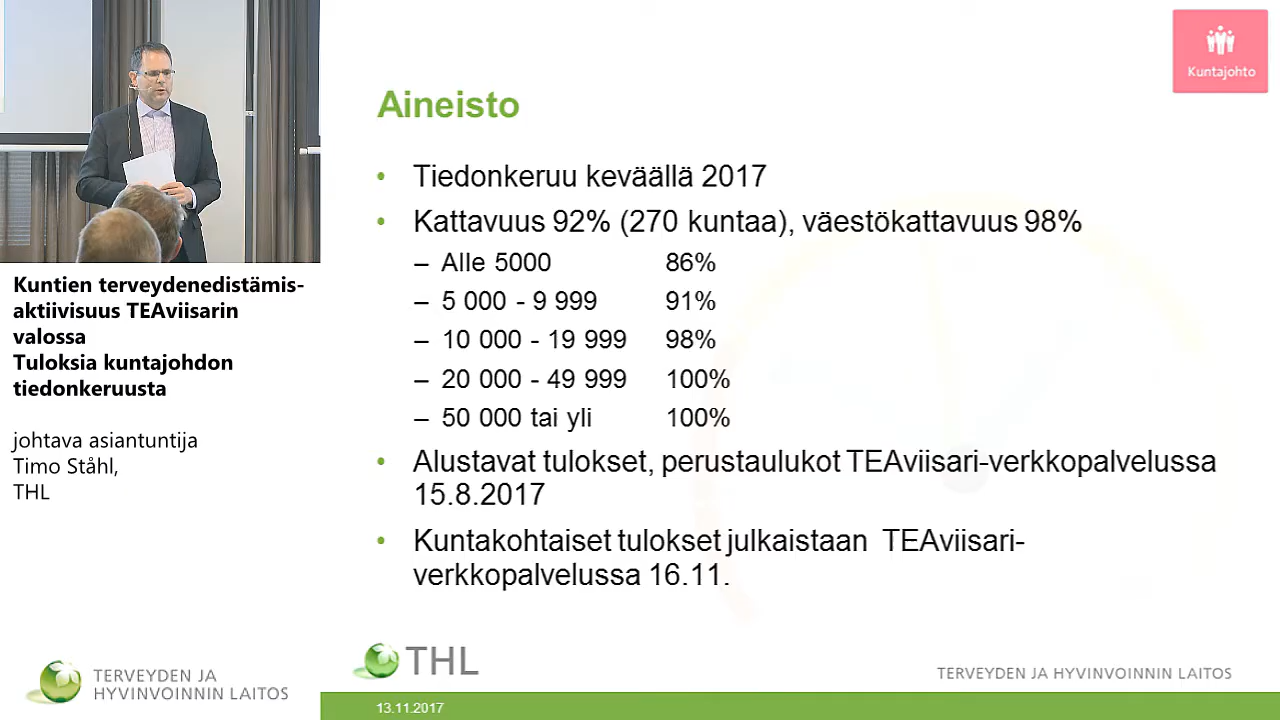 Kuntajohto
Aineisto
• Tiedonkeruu keväällä 2017
• Kattavuus 92% (270 kuntaa), väestökattavuus 98%
– Alle 5000 86%
– 5 000 - 9 999 91%
– 10 000 - 19 999 98%
– 20 000 - 49 999 100%
– 50 000 tai yli 100%
• Alustavat tulokset, perustaulukot TEAviisari-verkkopalvelussa
15.8.2017
• Kuntakohtaiset tulokset julkaistaan TEAviisari-
verkkopalvelussa 16.11.
Kuntien terveydenedistämis-
aktiivisuus TEAviisarin
valossa
Tuloksia kuntajohdon
tiedonkeruusta
johtava asiantuntija
Timo Ståhl,
THL
TERVEYDEN JA
HYVINVOINNIN LAITOS
THL
TERVEYDEN JA HYVINVOINNIN LAITOS
13.11.2017